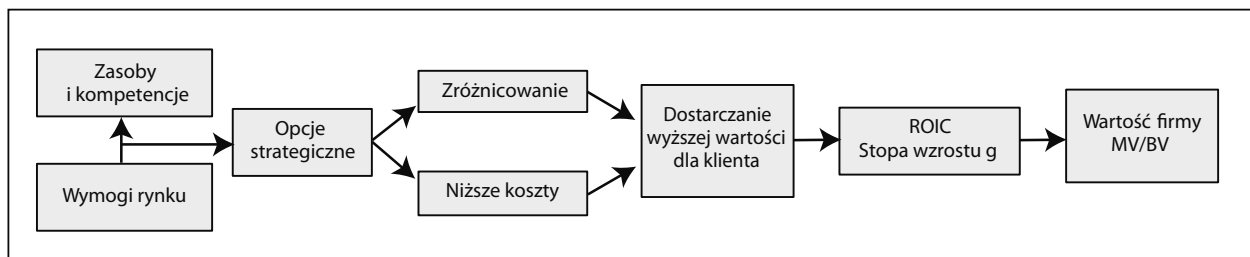 Zasoby
i kompetencje
Wymogi rynku
Opcje
strategiczne
Zróżnicowanie
Niższe koszty
Dostarczanie
wyższej wartości
dla klienta
ROIC
Stopa wzrostu g
Wartość firmy
MV/BV